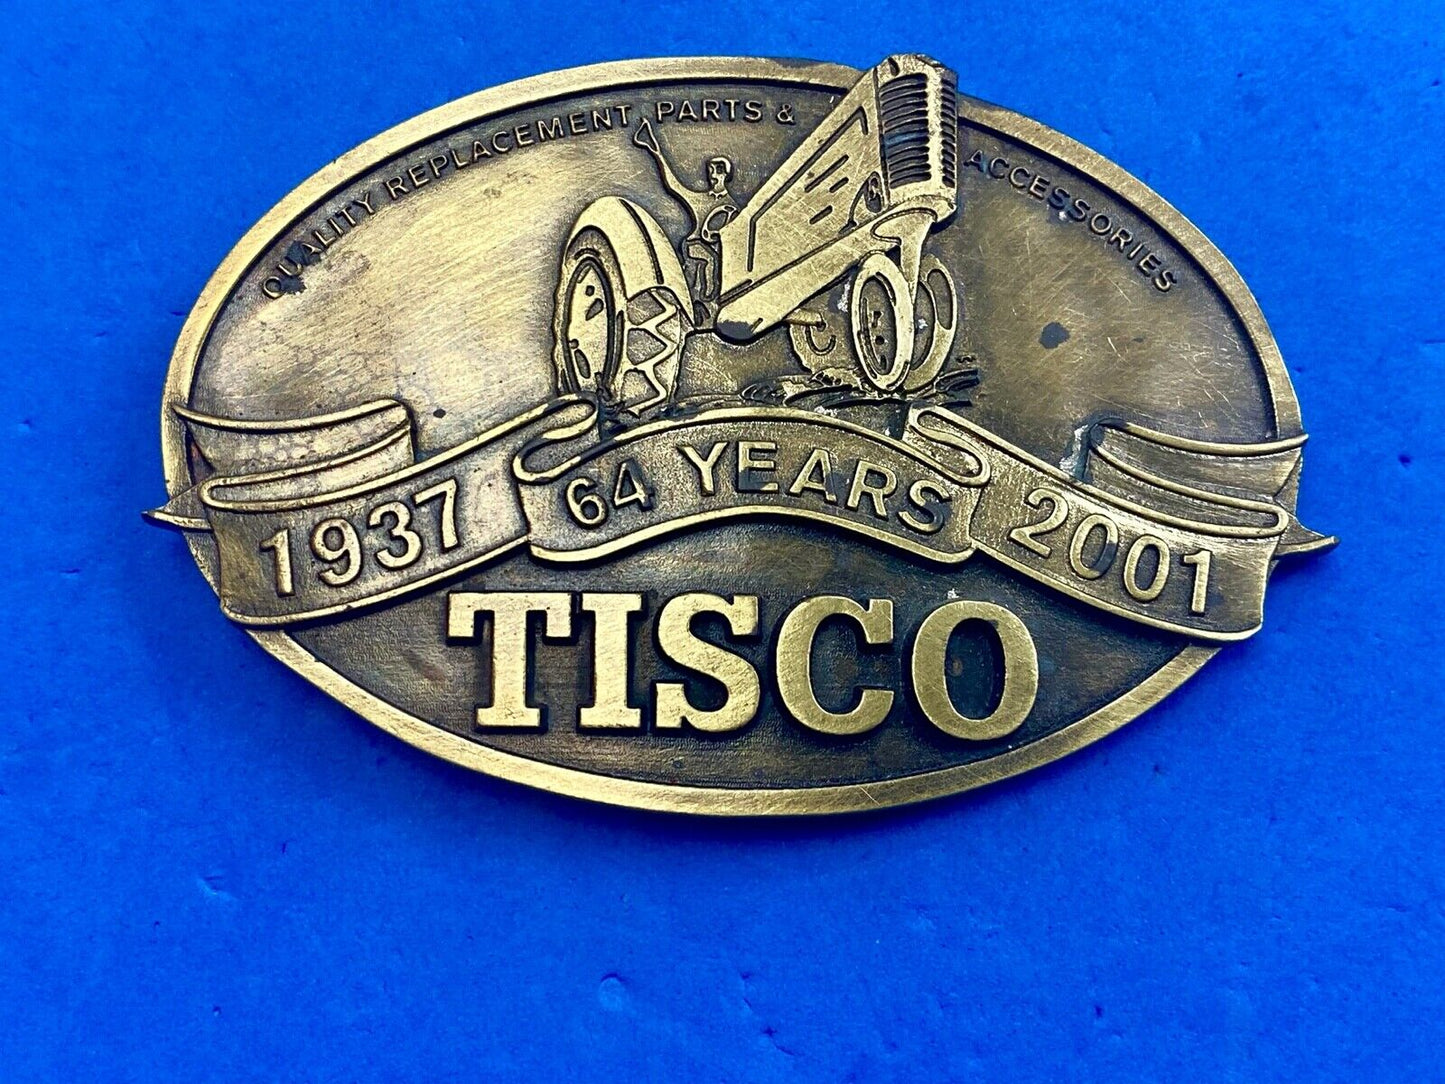 QUALITY REPLACEMENT PARTS & ACCESSORIES
1937 64 YEARS 2001
TISCO